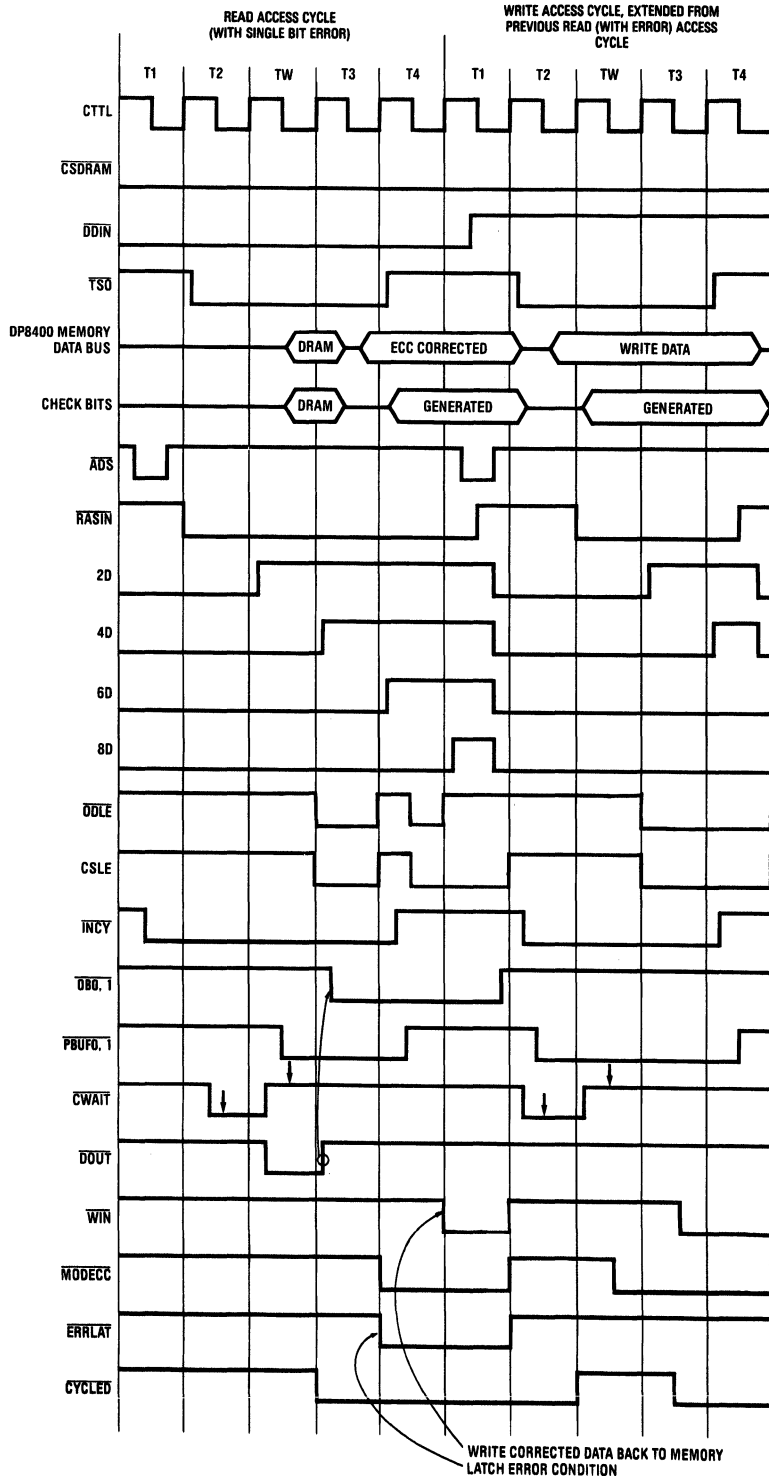 READ ACCESS CYCLE
(WITH SINGLE BIT ERROR)
WRITE ACCESS CYCLE, EXTENDED FROM
PREVIOUS READ (WITH ERROR) ACCESS
CYCLE
T1 T2 TW T3 T4 T1 T2 TW T3 T4
CTTL
CSDRAM
DDIN
TSO
DP8400 MEMORY
DATA BUS
DRAM ECC CORRECTED WRITE DATA
CHECK BITS DRAM GENERATED GENERATED
ADS
RASIN
2D
4D
6D
8D
ODLE
CSLE
INCY
OB0, 1
PBUF0, 1
CWAIT
DOUT
WIN
MODECC
ERRLAT
CYCLED
WRITE CORRECTED DATA BACK TO MEMORY
LATCH ERROR CONDITION